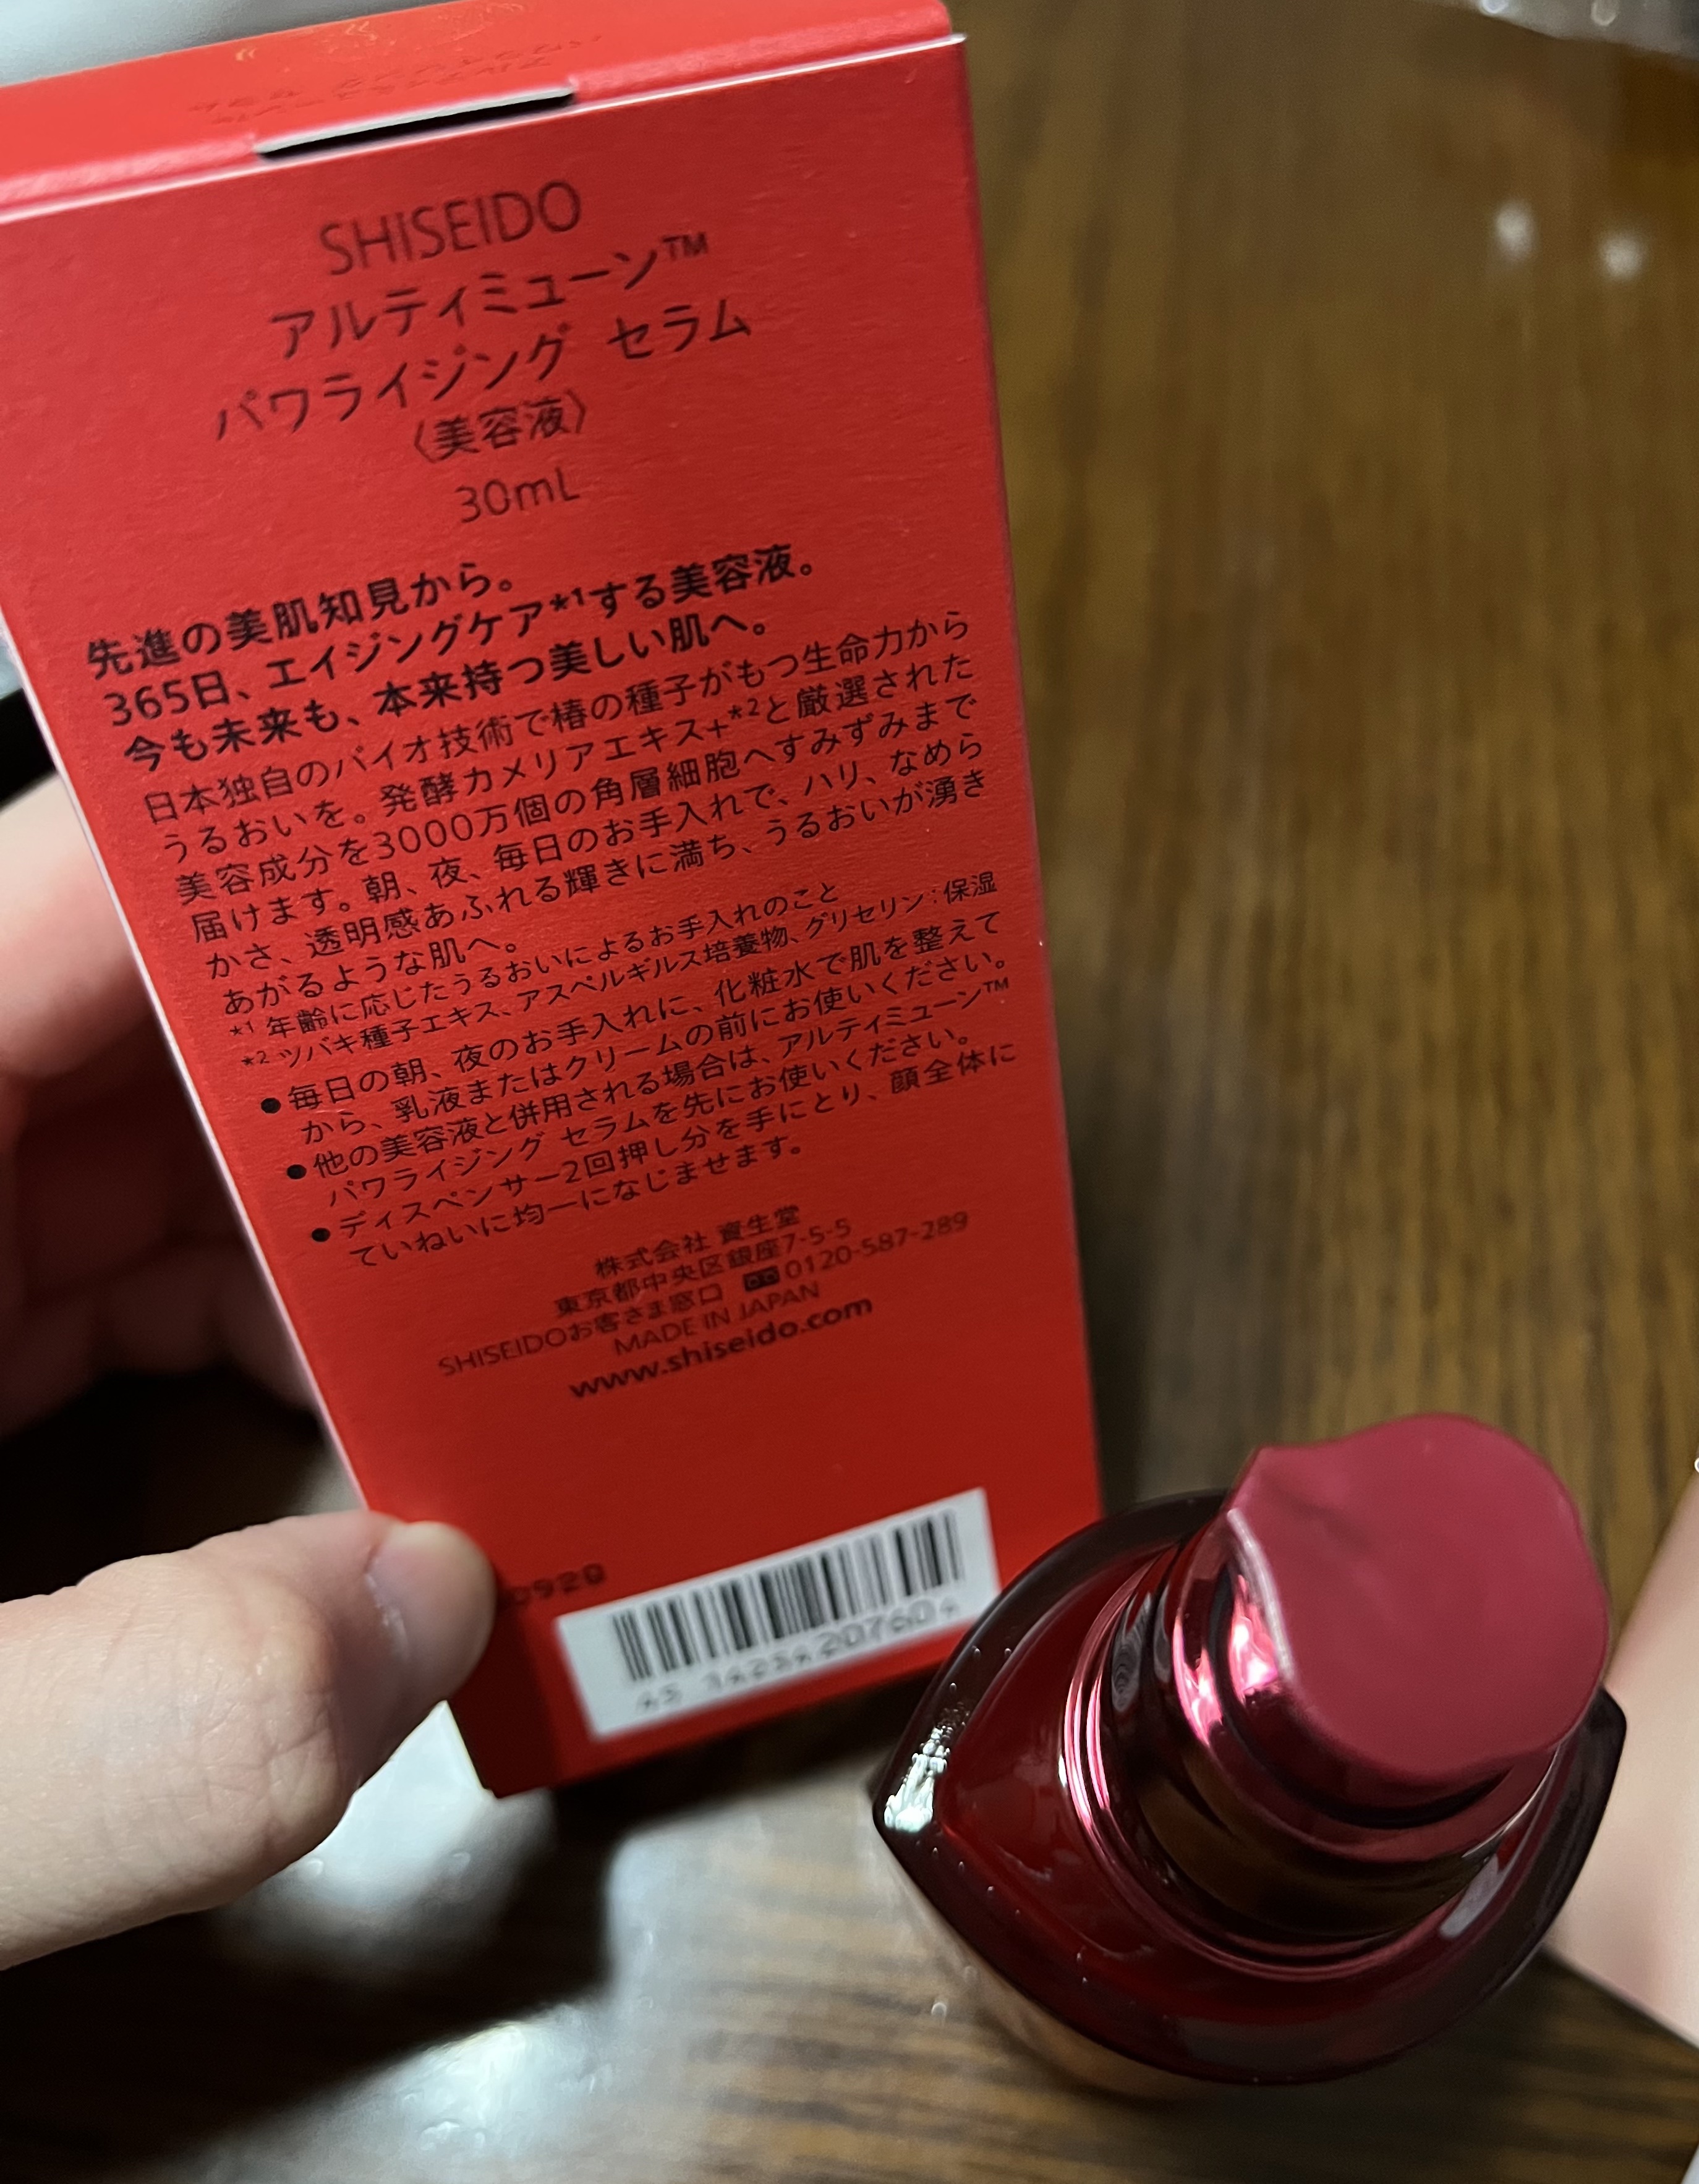 SHISEIDO
アルティミューン™
パワライジング セラム
〈美容液〉
30mL
先進の美肌知見から。
365日、エイジングケア*¹する美容液。
今も未来も、本来持つ美しい肌へ。
日本独自のバイオ技術で椿の種子がもつ生命力から
うるおいを。発酵カメリアエキス+*²と厳選された
美容成分を3000万個の角層細胞へすみずみまで
届けます。朝、夜、毎日のお手入れで、ハリ、なめら
かさ、透明感あふれる輝きに満ち、うるおいが湧き
あがるような肌へ。
*¹ 年齢に応じたうるおいによるお手入れのこと
*² ツバキ種子エキス、アスペルギルス培養物、グリセリン:保湿
●毎日の朝、夜のお手入れに、化粧水で肌を整えて
から、乳液またはクリームの前にお使いください。
●他の美容液と併用される場合は、アルティミューン™
パワライジング セラムを先にお使いください。
●ディスペンサー2回押し分を手にとり、顔全体に
ていねいに均一になじませます。
株式会社 資生堂
東京都中央区銀座7-5-5
SHISEIDOお客さま窓口 0120-587-289
MADE IN JAPAN
www.shiseido.com